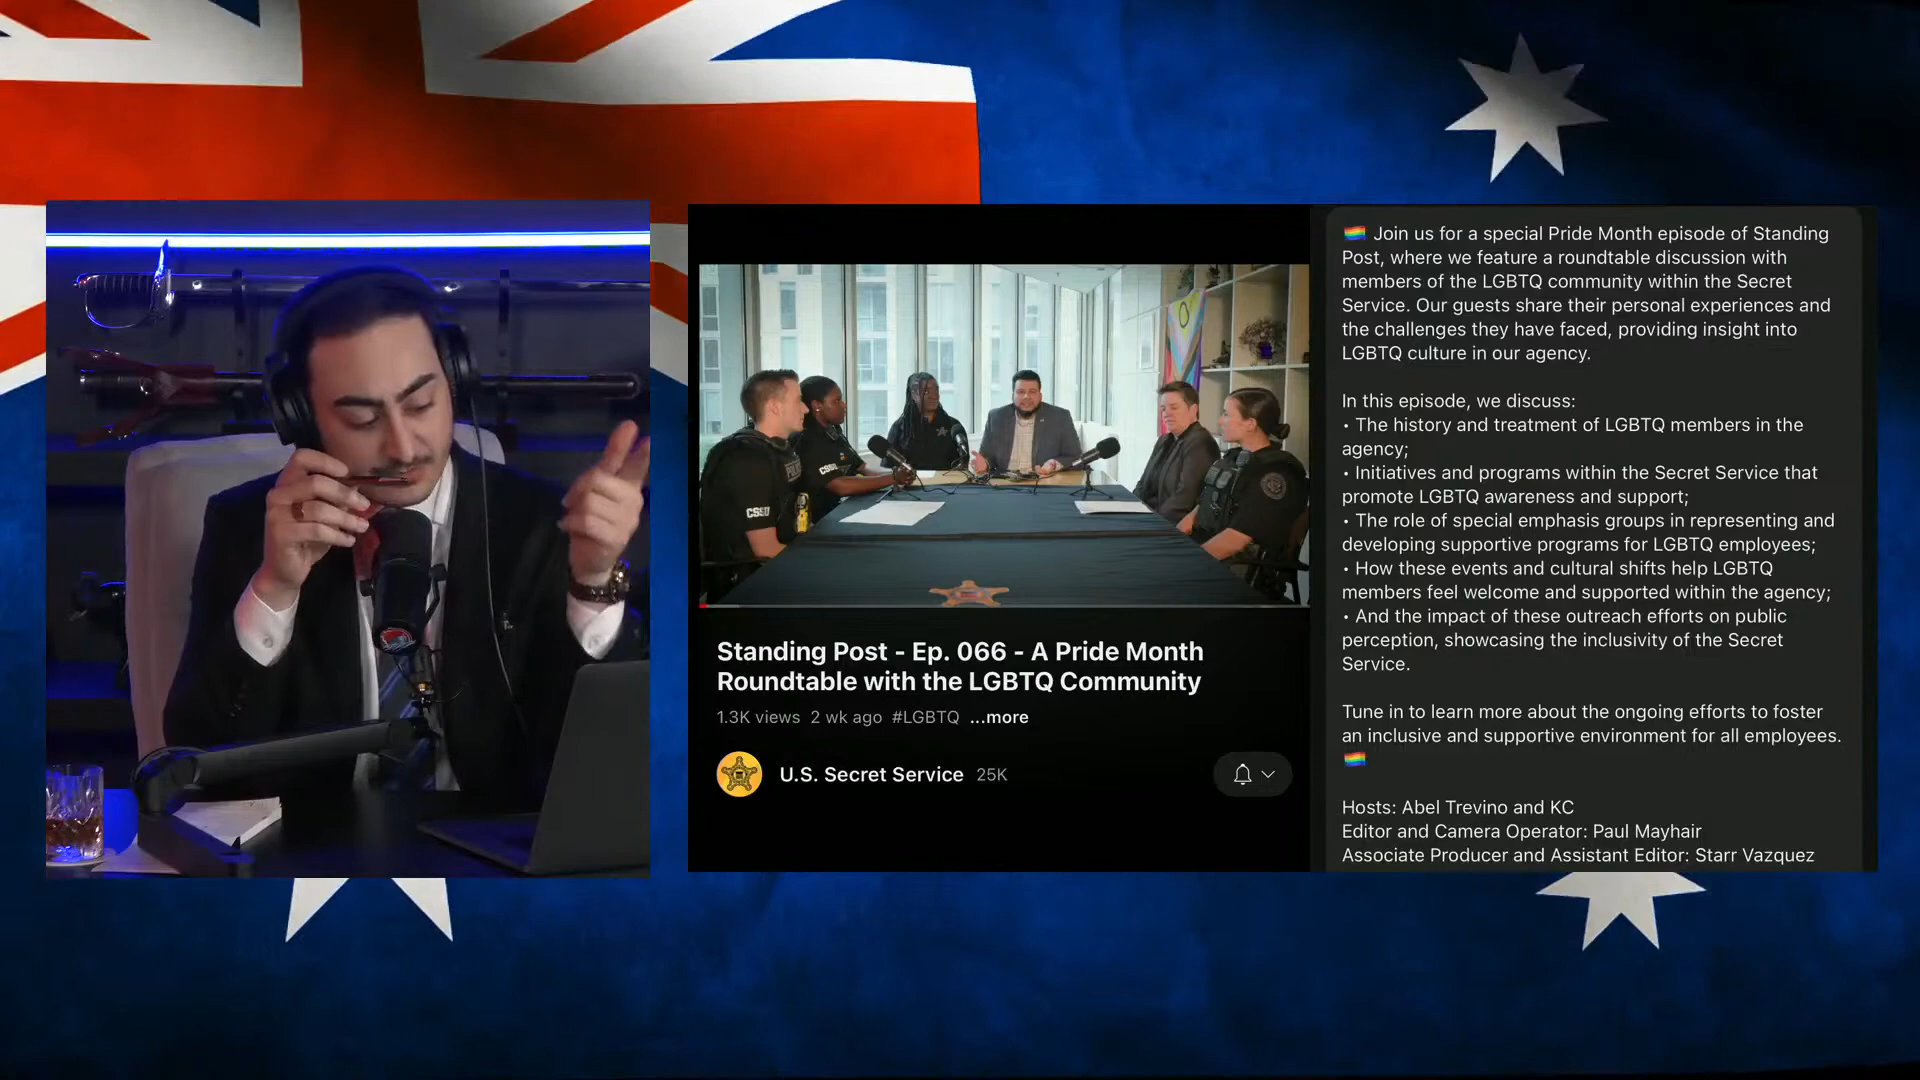 CSSU
CSSU
POLICE
Standing Post - Ep. 066 - A Pride Month
Roundtable with the LGBTQ Community
1.3K views 2 wk ago #LGBTQ ...more
U.S. Secret Service 25K
🏳️‍🌈 Join us for a special Pride Month episode of Standing
Post, where we feature a roundtable discussion with
members of the LGBTQ community within the Secret
Service. Our guests share their personal experiences and
the challenges they have faced, providing insight into
LGBTQ culture in our agency.
In this episode, we discuss:
• The history and treatment of LGBTQ members in the
agency;
• Initiatives and programs within the Secret Service that
promote LGBTQ awareness and support;
• The role of special emphasis groups in representing and
developing supportive programs for LGBTQ employees;
• How these events and cultural shifts help LGBTQ
members feel welcome and supported within the agency;
• And the impact of these outreach efforts on public
perception, showcasing the inclusivity of the Secret
Service.
Tune in to learn more about the ongoing efforts to foster
an inclusive and supportive environment for all employees.
🏳️‍🌈
Hosts: Abel Trevino and KC
Editor and Camera Operator: Paul Mayhair
Associate Producer and Assistant Editor: Starr Vazquez